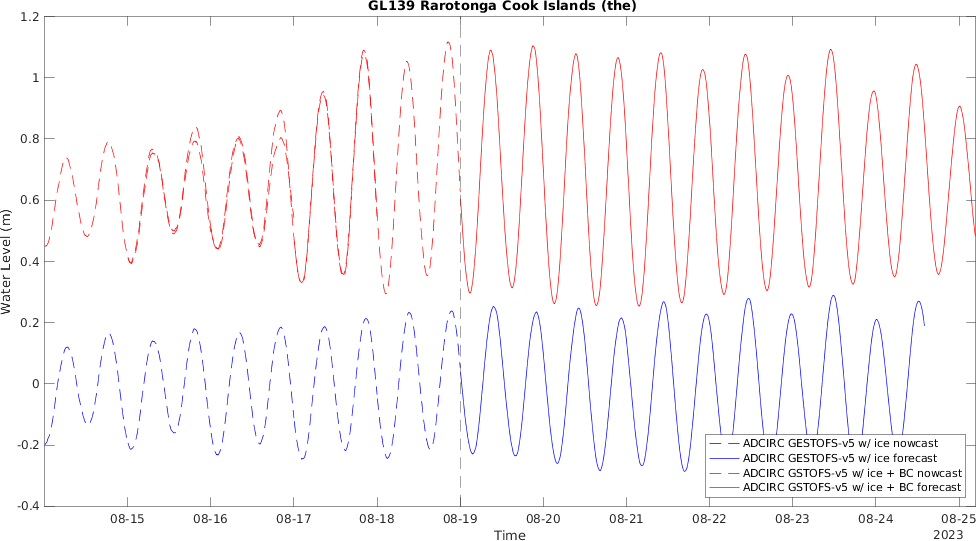 GL139 Rarotonga Cook Islands (the)
1.2
1
0.8
0.6
0.4
0.2
0
-0.2
-0.4
Water Level (m)
ADCIRC GESTOFS-v5 w/ ice nowcast
ADCIRC GESTOFS-v5 w/ ice forecast
ADCIRC GSTOFS-v5 w/ ice + BC nowcast
ADCIRC GSTOFS-v5 w/ ice + BC forecast
08-15 08-16 08-17 08-18 08-19 08-20 08-21 08-22 08-23 08-24 08-25
Time
2023